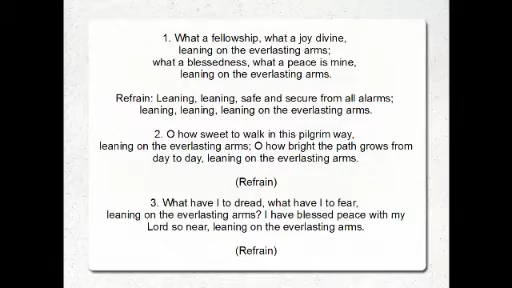 1. What a fellowship, what a joy divine,
leaning on the everlasting arms;
what a blessedness, what a peace is mine,
leaning on the everlasting arms.
Refrain: Leaning, leaning, safe and secure from all alarms;
leaning, leaning, leaning on the everlasting arms.
2. O how sweet to walk in this pilgrim way,
leaning on the everlasting arms; O how bright the path grows from
day to day, leaning on the everlasting arms.
(Refrain)
3. What have I to dread, what have I to fear,
leaning on the everlasting arms? I have blessed peace with my
Lord so near, leaning on the everlasting arms.
(Refrain)